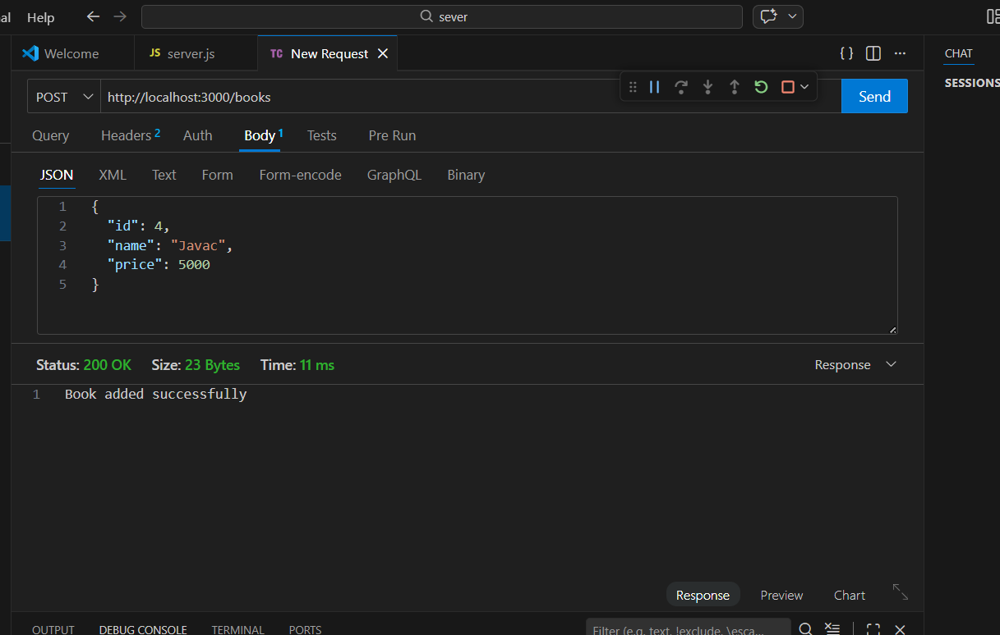 al Help sever
Welcome JS server.js TC New Request { } ··· CHAT
SESSIONS
POST http://localhost:3000/books Send
Query Headers 2 Auth Body 1 Tests Pre Run
JSON XML Text Form Form-encode GraphQL Binary
1 {
2 "id": 4,
3 "name": "Javac",
4 "price": 5000
5 }
Status: 200 OK Size: 23 Bytes Time: 11 ms Response
1 Book added successfully
Response Preview Chart
OUTPUT DEBUG CONSOLE TERMINAL PORTS Filter (e.g. text, !exclude, \esca...